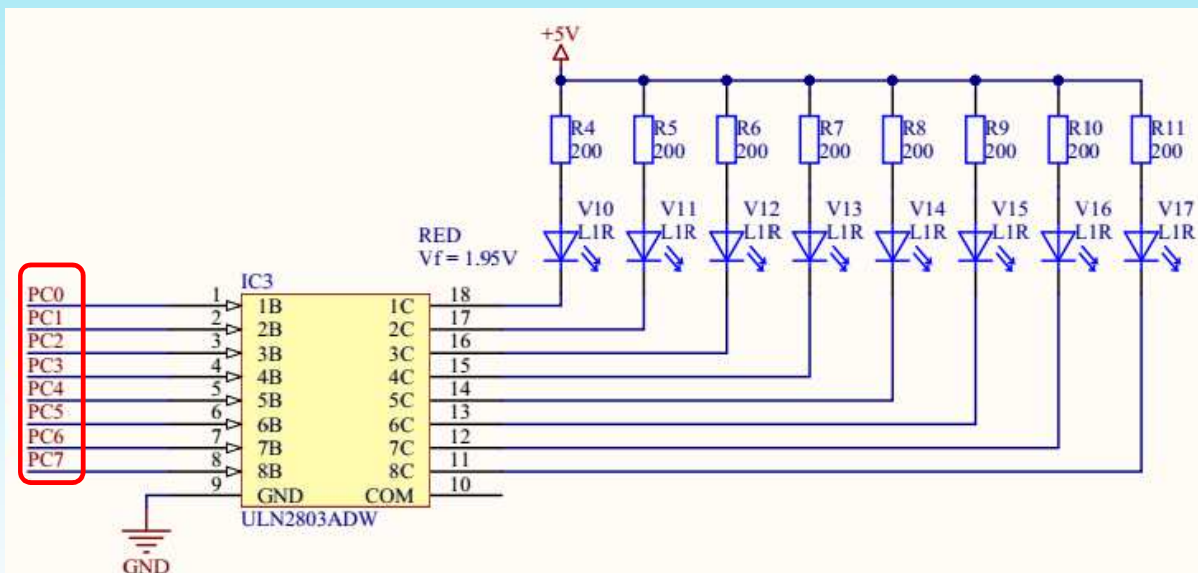 +5V
R4 R5 R6 R7 R8 R9 R10 R11
200 200 200 200 200 200 200 200
V10 V11 V12 V13 V14 V15 V16 V17
L1R L1R L1R L1R L1R L1R L1R L1R
RED
Vf = 1.95V
IC3
PC0 1 1B 1C 18
PC1 2 2B 2C 17
PC2 3 3B 3C 16
PC3 4 4B 4C 15
PC4 5 5B 5C 14
PC5 6 6B 6C 13
PC6 7 7B 7C 12
PC7 8 8B 8C 11
9 GND COM 10
ULN2803ADW
GND